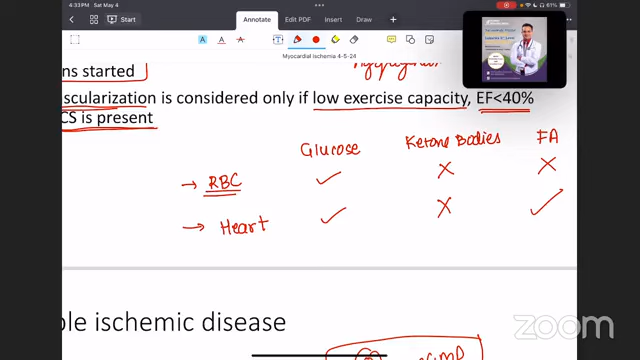 4:33 PM Sat May 4
61%
Annotate Edit PDF Insert Draw
Myocardial Ischemia 4-5-24
ns started
scularization is considered only if low exercise capacity, EF<40%
CS is present
Glucose Ketone Bodies FA
→ RBC ✓ X X
→ Heart ✓ X ✓
ble ischemic disease
zoom